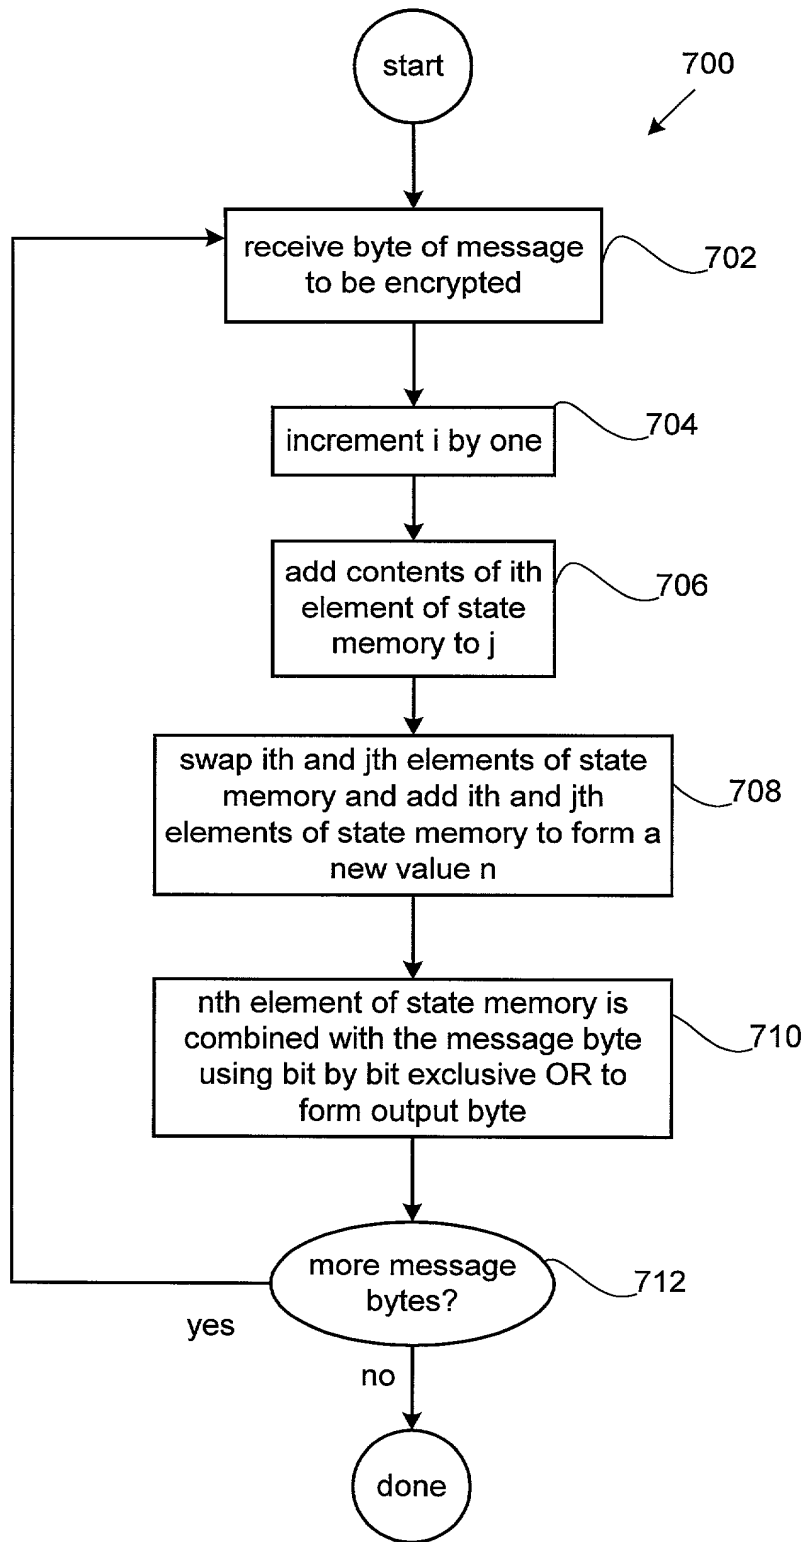 start
700
receive byte of message
to be encrypted
702
increment i by one
704
add contents of ith
element of state
memory to j
706
swap ith and jth elements of state
memory and add ith and jth
elements of state memory to form a
new value n
708
nth element of state memory is
combined with the message byte
using bit by bit exclusive OR to
form output byte
710
more message
bytes?
712
yes
no
done